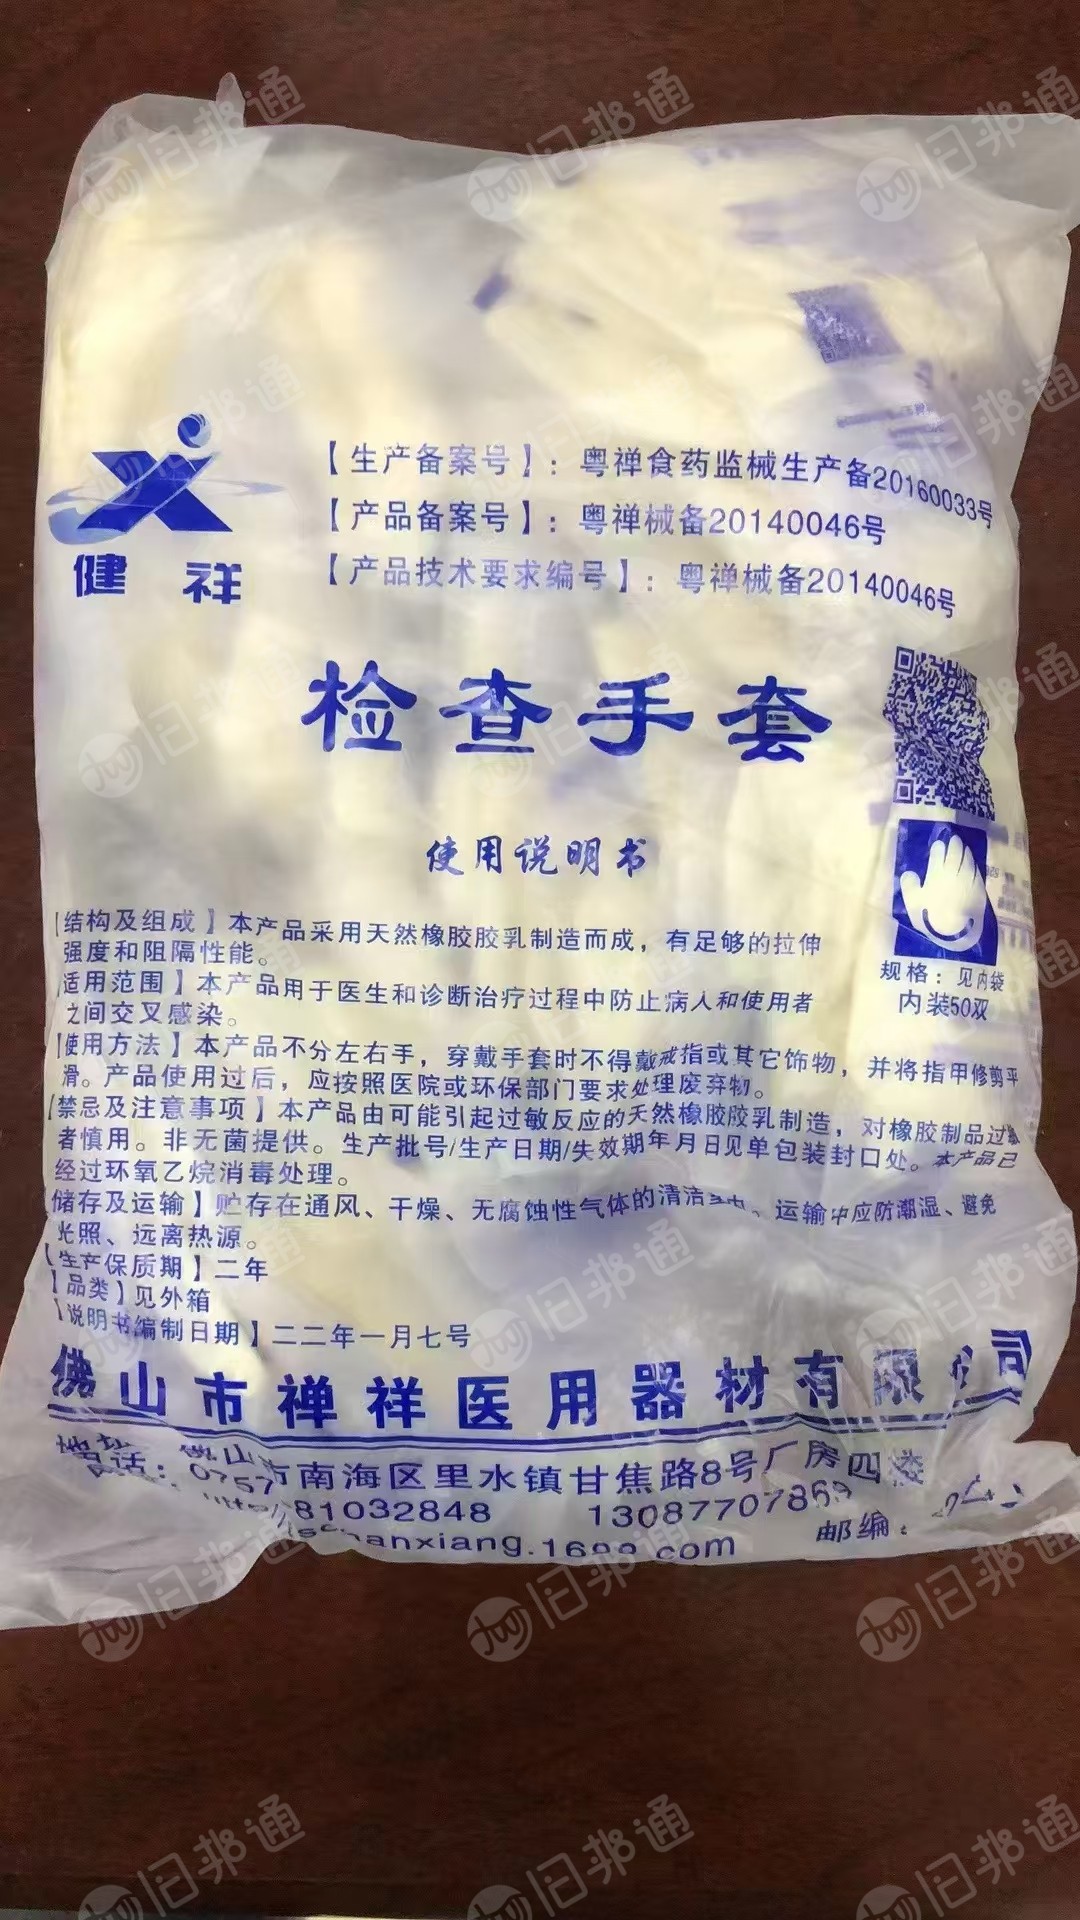 【生产备案号】：粤禅食药监械生产备20160033号
【产品备案号】：粤禅械备20140046号
【产品技术要求编号】：粤禅械备20140046号
健祥
检查手套
使用说明书
规格：见内袋
内装50双
【结构及组成】本产品采用天然橡胶胶乳制造而成，有足够的拉伸
强度和阻隔性能。
【适用范围】本产品用于医生和诊断治疗过程中防止病人和使用者
之间交叉感染。
【使用方法】本产品不分左右手，穿戴手套时不得戴戒指或其它饰物，并将指甲修剪平
滑。产品使用过后，应按照医院或环保部门要求处理废弃物。
【禁忌及注意事项】本产品由可能引起过敏反应的天然橡胶胶乳制造，对橡胶制品过敏
者慎用。非无菌提供。生产批号/生产日期/失效期年月日见单包装封口处。本产品已
经过环氧乙烷消毒处理。
储存及运输】贮存在通风、干燥、无腐蚀性气体的清洁 、运输中应防潮湿、避免
光照、远离热源。
【生产保质期】二年
【品类】见外箱
【说明书编制日期】二二年一月七号
佛山市禅祥医用器材有限公司
佛山市南海区里水镇甘焦路8号厂房四楼
电话：0757 81032848 13087707869
anxiang.1688.com 邮编：
旧邦通